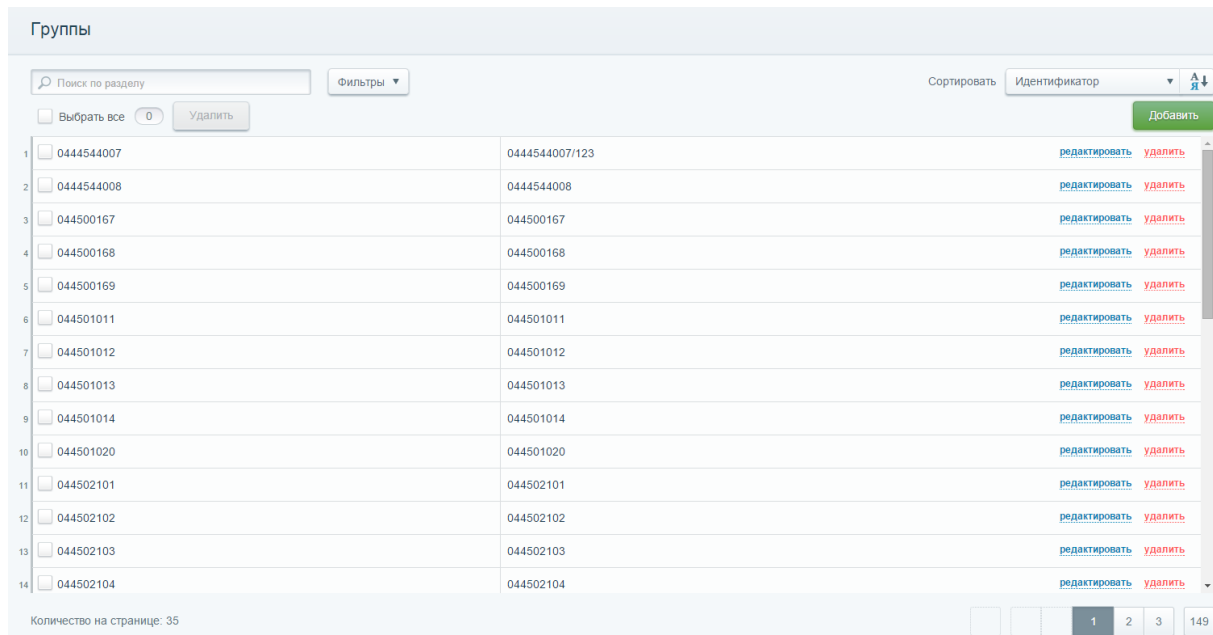 Группы
Поиск по разделу Фильтры ▼ Сортировать Идентификатор ▼ А Я
Выбрать все 0 Удалить Добавить
1 0444544007 0444544007/123 редактировать удалить
2 0444544008 0444544008 редактировать удалить
3 044500167 044500167 редактировать удалить
4 044500168 044500168 редактировать удалить
5 044500169 044500169 редактировать удалить
6 044501011 044501011 редактировать удалить
7 044501012 044501012 редактировать удалить
8 044501013 044501013 редактировать удалить
9 044501014 044501014 редактировать удалить
10 044501020 044501020 редактировать удалить
11 044502101 044502101 редактировать удалить
12 044502102 044502102 редактировать удалить
13 044502103 044502103 редактировать удалить
14 044502104 044502104 редактировать удалить
Количество на странице: 35 1 2 3 149